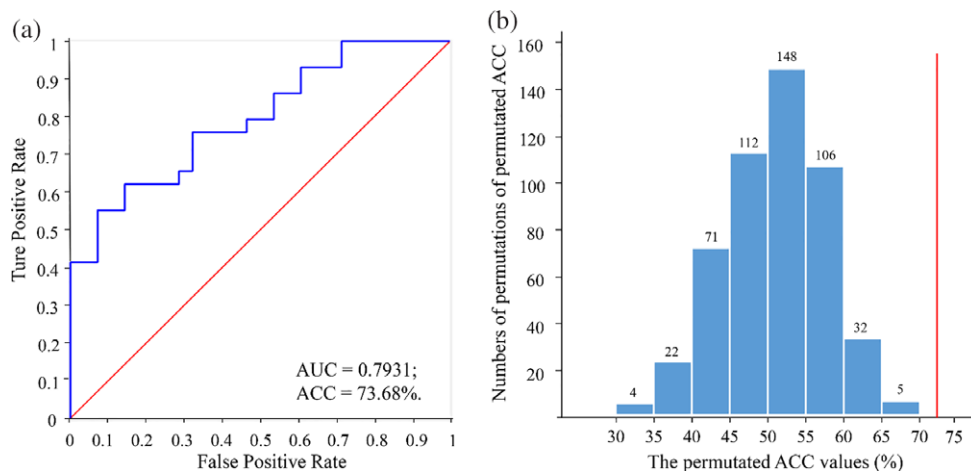 (a)
Ture Positive Rate
1
0.9
0.8
0.7
0.6
0.5
0.4
0.3
0.2
0.1
0
AUC = 0.7931;
ACC = 73.68%.
0 0.1 0.2 0.3 0.4 0.5 0.6 0.7 0.8 0.9 1
False Positive Rate
(b)
Numbers of permutations of permutated ACC
160
140
120
100
80
60
40
20
4 22 71 112 148 106 32 5
30 35 40 45 50 55 60 65 70 75
The permutated ACC values (%)